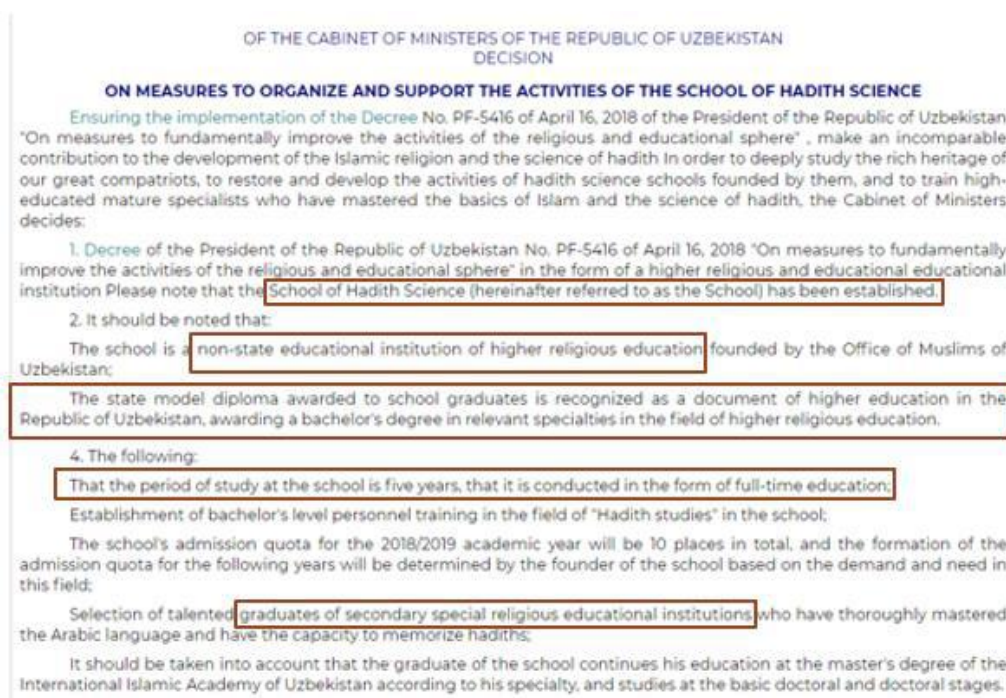 OF THE CABINET OF MINISTERS OF THE REPUBLIC OF UZBEKISTAN
DECISION
ON MEASURES TO ORGANIZE AND SUPPORT THE ACTIVITIES OF THE SCHOOL OF HADITH SCIENCE
Ensuring the implementation of the Decree No. PF-5416 of April 16, 2018 of the President of the Republic of Uzbekistan
"On measures to fundamentally improve the activities of the religious and educational sphere" , make an incomparable
contribution to the development of the Islamic religion and the science of hadith In order to deeply study the rich heritage of
our great compatriots, to restore and develop the activities of hadith science schools founded by them, and to train high-
educated mature specialists who have mastered the basics of Islam and the science of hadith, the Cabinet of Ministers
decides:
1. Decree of the President of the Republic of Uzbekistan No. PF-5416 of April 16, 2018 "On measures to fundamentally
improve the activities of the religious and educational sphere" in the form of a higher religious and educational educational
institution Please note that the School of Hadith Science (hereinafter referred to as the School) has been established.
2. It should be noted that:
The school is a non-state educational institution of higher religious education founded by the Office of Muslims of
Uzbekistan;
The state model diploma awarded to school graduates is recognized as a document of higher education in the
Republic of Uzbekistan, awarding a bachelor's degree in relevant specialties in the field of higher religious education.
4. The following:
That the period of study at the school is five years, that it is conducted in the form of full-time education;
Establishment of bachelor's level personnel training in the field of "Hadith studies" in the school;
The school's admission quota for the 2018/2019 academic year will be 10 places in total, and the formation of the
admission quota for the following years will be determined by the founder of the school based on the demand and need in
this field;
Selection of talented graduates of secondary special religious educational institutions who have thoroughly mastered
the Arabic language and have the capacity to memorize hadiths;
It should be taken into account that the graduate of the school continues his education at the master's degree of the
International Islamic Academy of Uzbekistan according to his specialty, and studies at the basic doctoral and doctoral stages.